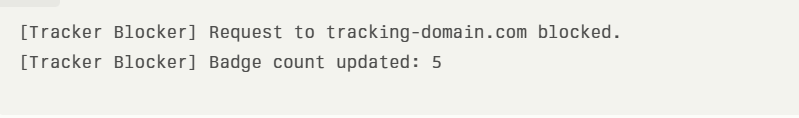 [Tracker Blocker] Request to tracking-domain.com blocked.
[Tracker Blocker] Badge count updated: 5